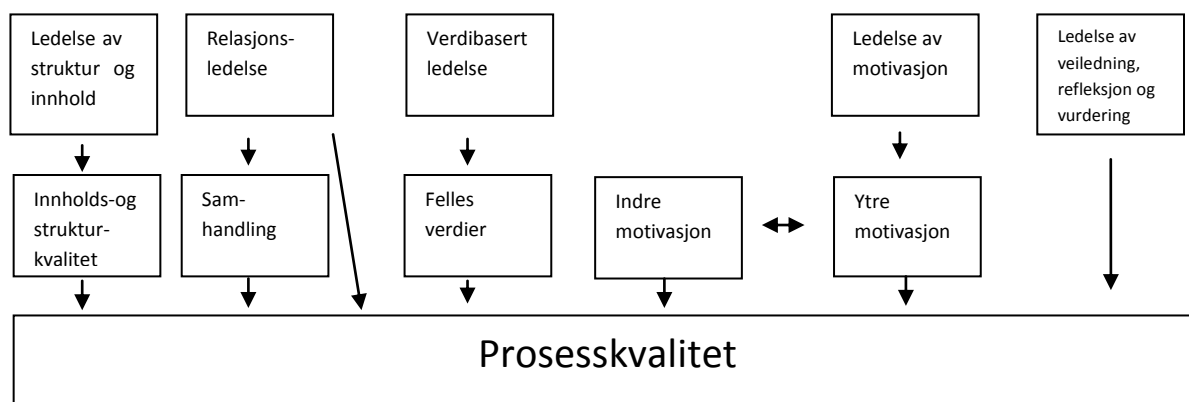 Ledelse av
struktur og
innhold
Relasjons-
ledelse
Verdibasert
ledelse
Ledelse av
motivasjon
Ledelse av
veiledning,
refleksjon og
vurdering
Innholds-og
struktur-
kvalitet
Sam-
handling
Felles
verdier
Indre
motivasjon
Ytre
motivasjon
Prosesskvalitet